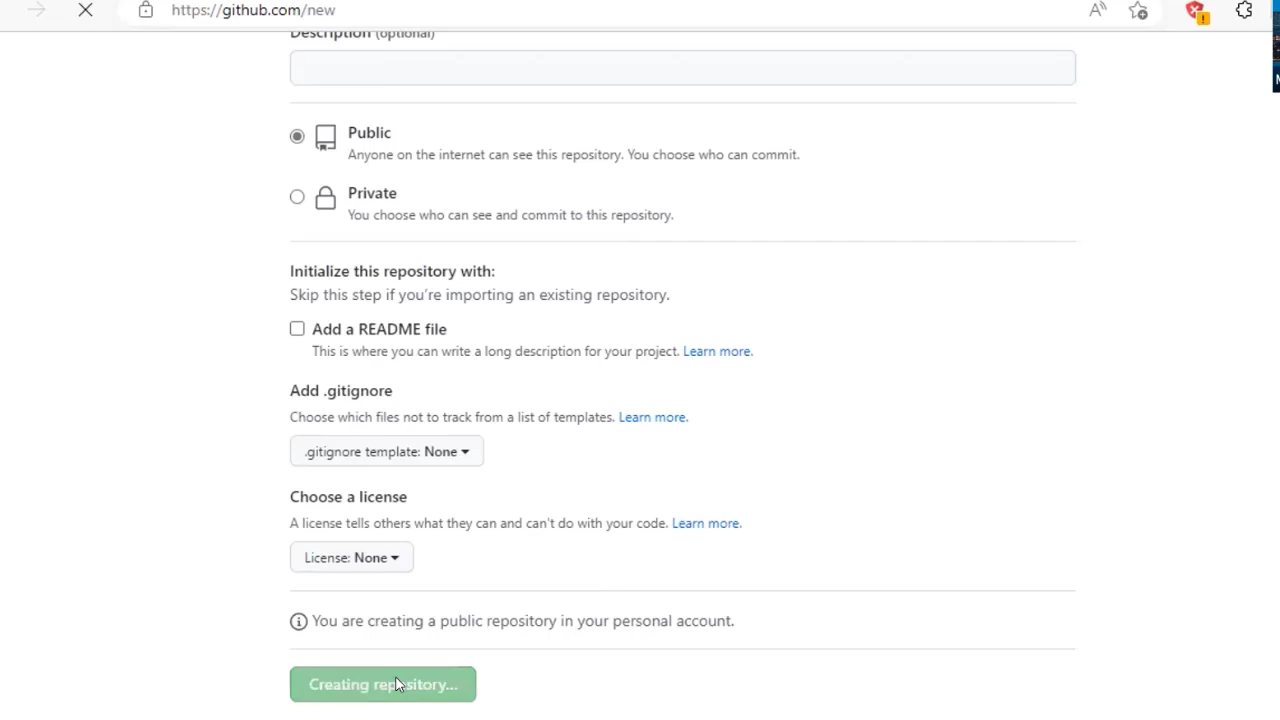 https://github.com/new
Description (optional)
Public
Anyone on the internet can see this repository. You choose who can commit.
Private
You choose who can see and commit to this repository.
Initialize this repository with:
Skip this step if you're importing an existing repository.
Add a README file
This is where you can write a long description for your project. Learn more.
Add .gitignore
Choose which files not to track from a list of templates. Learn more.
.gitignore template: None
Choose a license
A license tells others what they can and can't do with your code. Learn more.
License: None
You are creating a public repository in your personal account.
Creating repository...